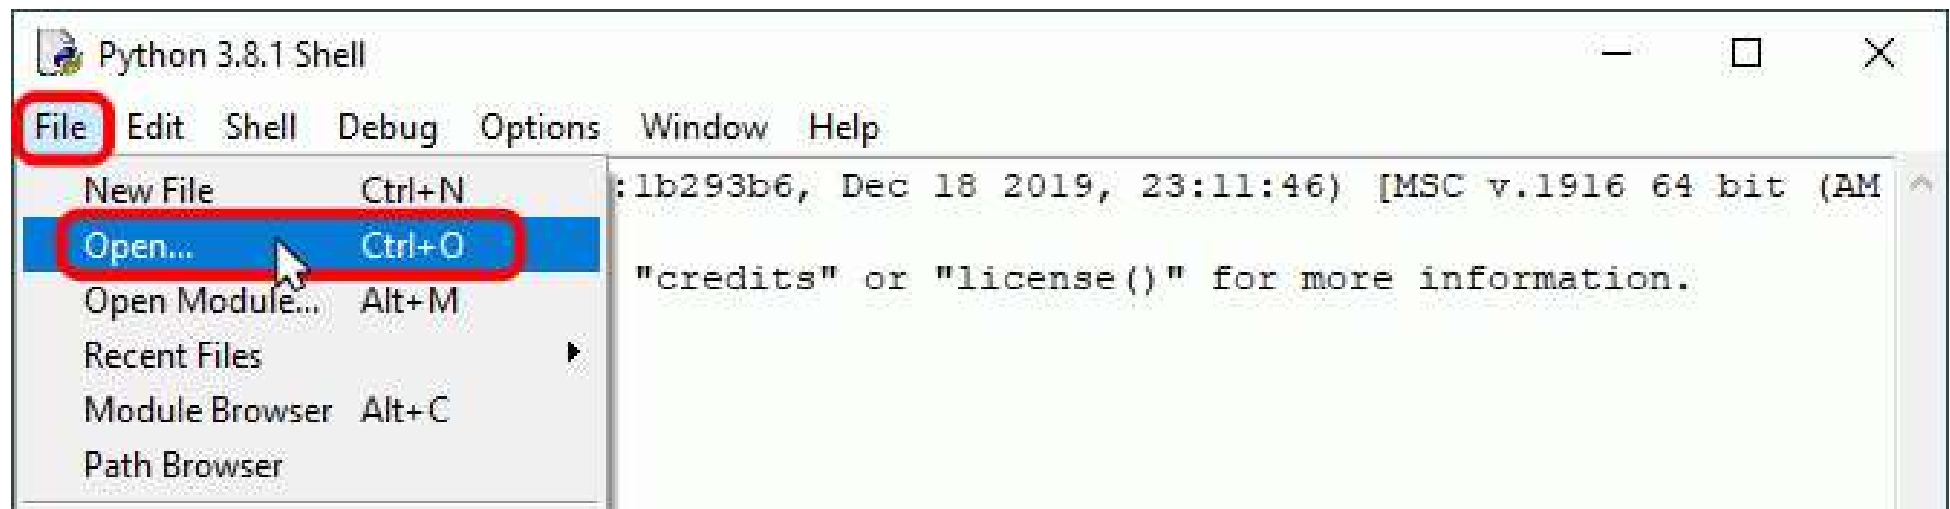 Python 3.8.1 Shell
File Edit Shell Debug Options Window Help
New File Ctrl+N
:1b293b6, Dec 18 2019, 23:11:46) [MSC v.1916 64 bit (AM
Open... Ctrl+O
"credits" or "license()" for more information.
Open Module... Alt+M
Recent Files
Module Browser Alt+C
Path Browser